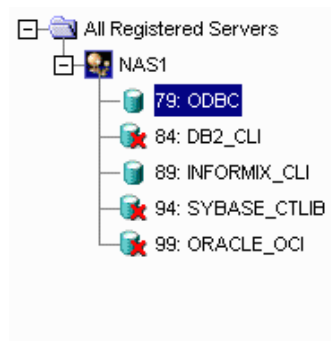 All Registered Servers
NAS1
79: ODBC
84: DB2_CLI
89: INFORMIX_CLI
94: SYBASE_CTLIB
99: ORACLE_OCI